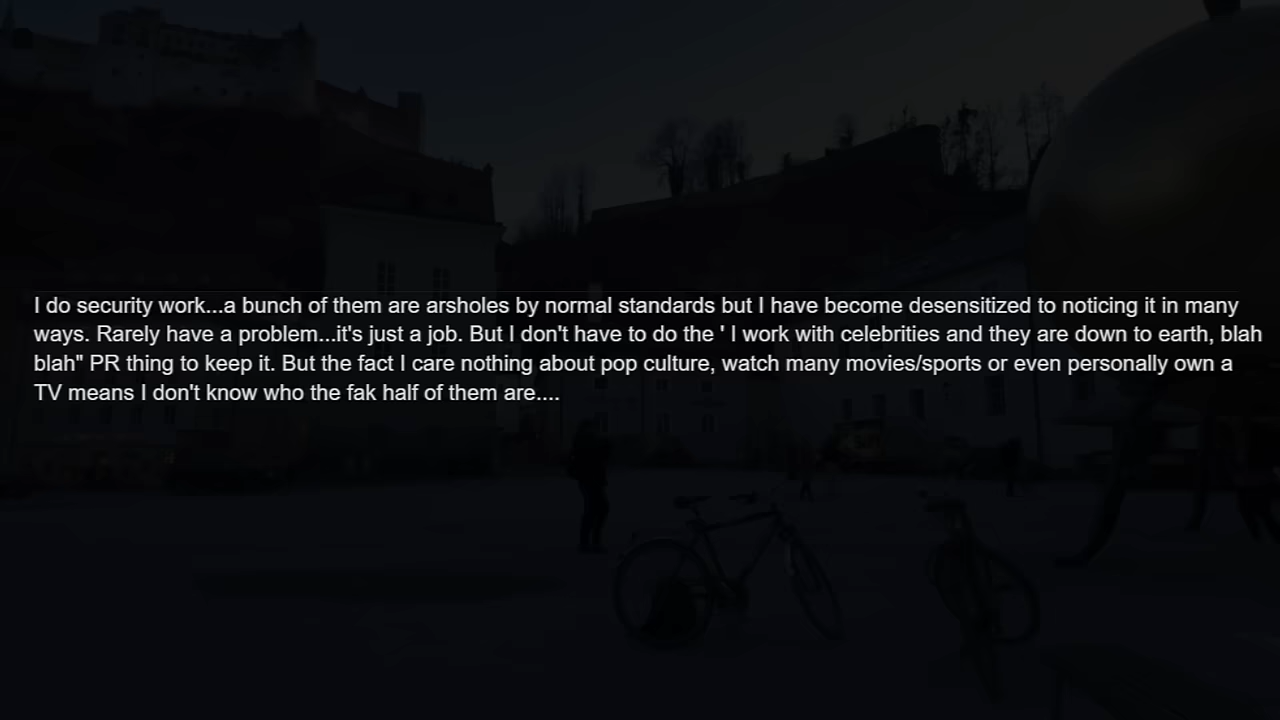 I do security work...a bunch of them are arsholes by normal standards but I have become desensitized to noticing it in many
ways. Rarely have a problem...it's just a job. But I don't have to do the ' I work with celebrities and they are down to earth, blah
blah" PR thing to keep it. But the fact I care nothing about pop culture, watch many movies/sports or even personally own a
TV means I don't know who the fak half of them are....